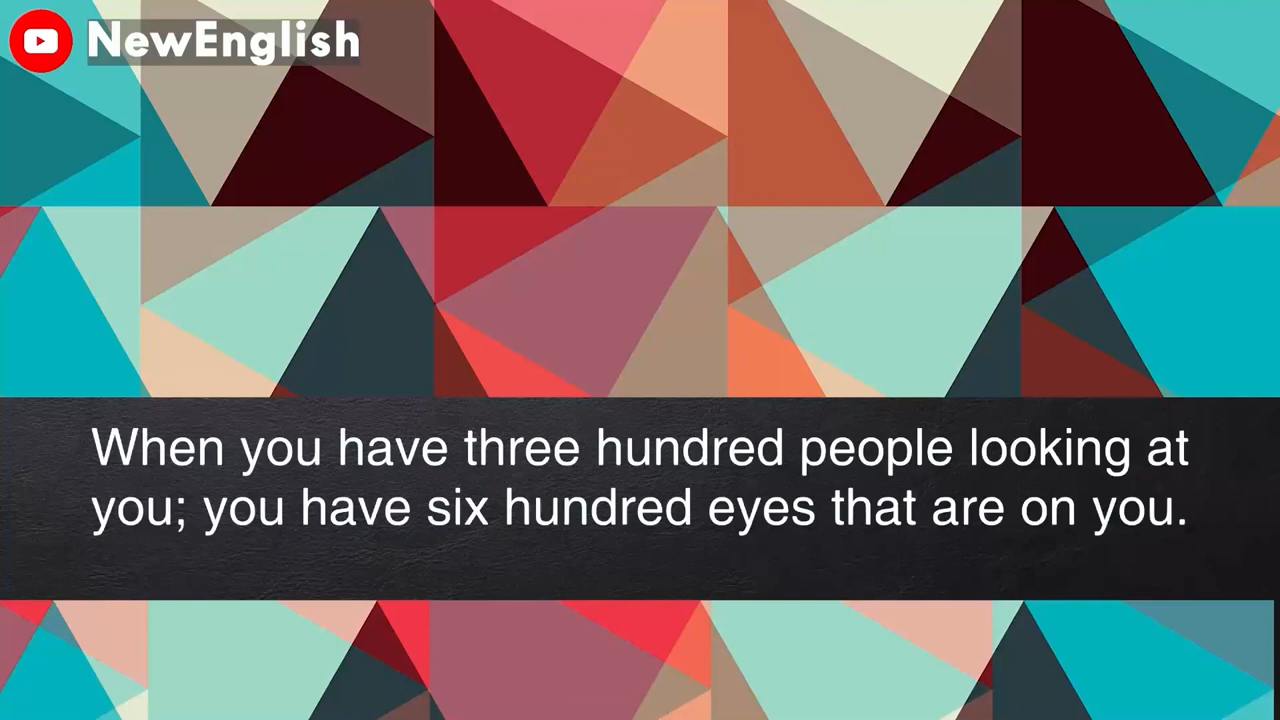 NewEnglish
When you have three hundred people looking at
you; you have six hundred eyes that are on you.